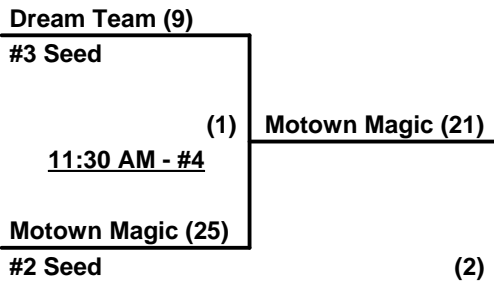 Dream Team (9)
#3 Seed
(1) Motown Magic (21)
11:30 AM - #4
Motown Magic (25)
#2 Seed (2)